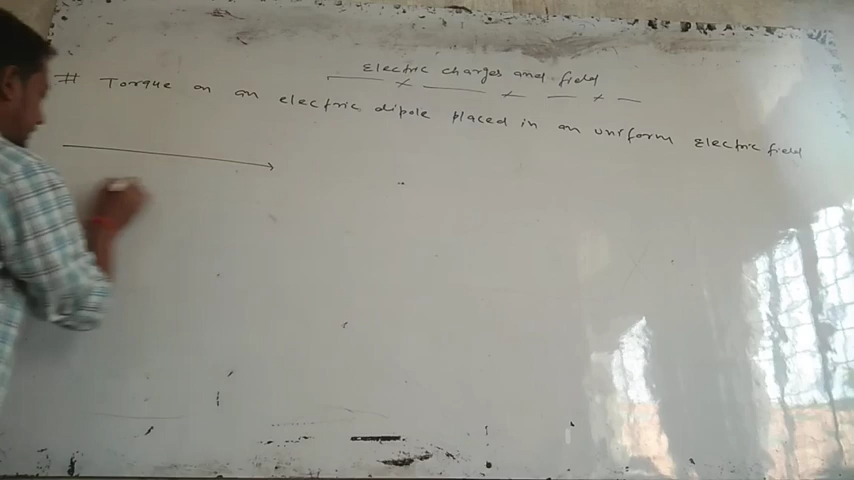 Electric charges and field
# Torque on an electric dipole placed in an uniform electric field